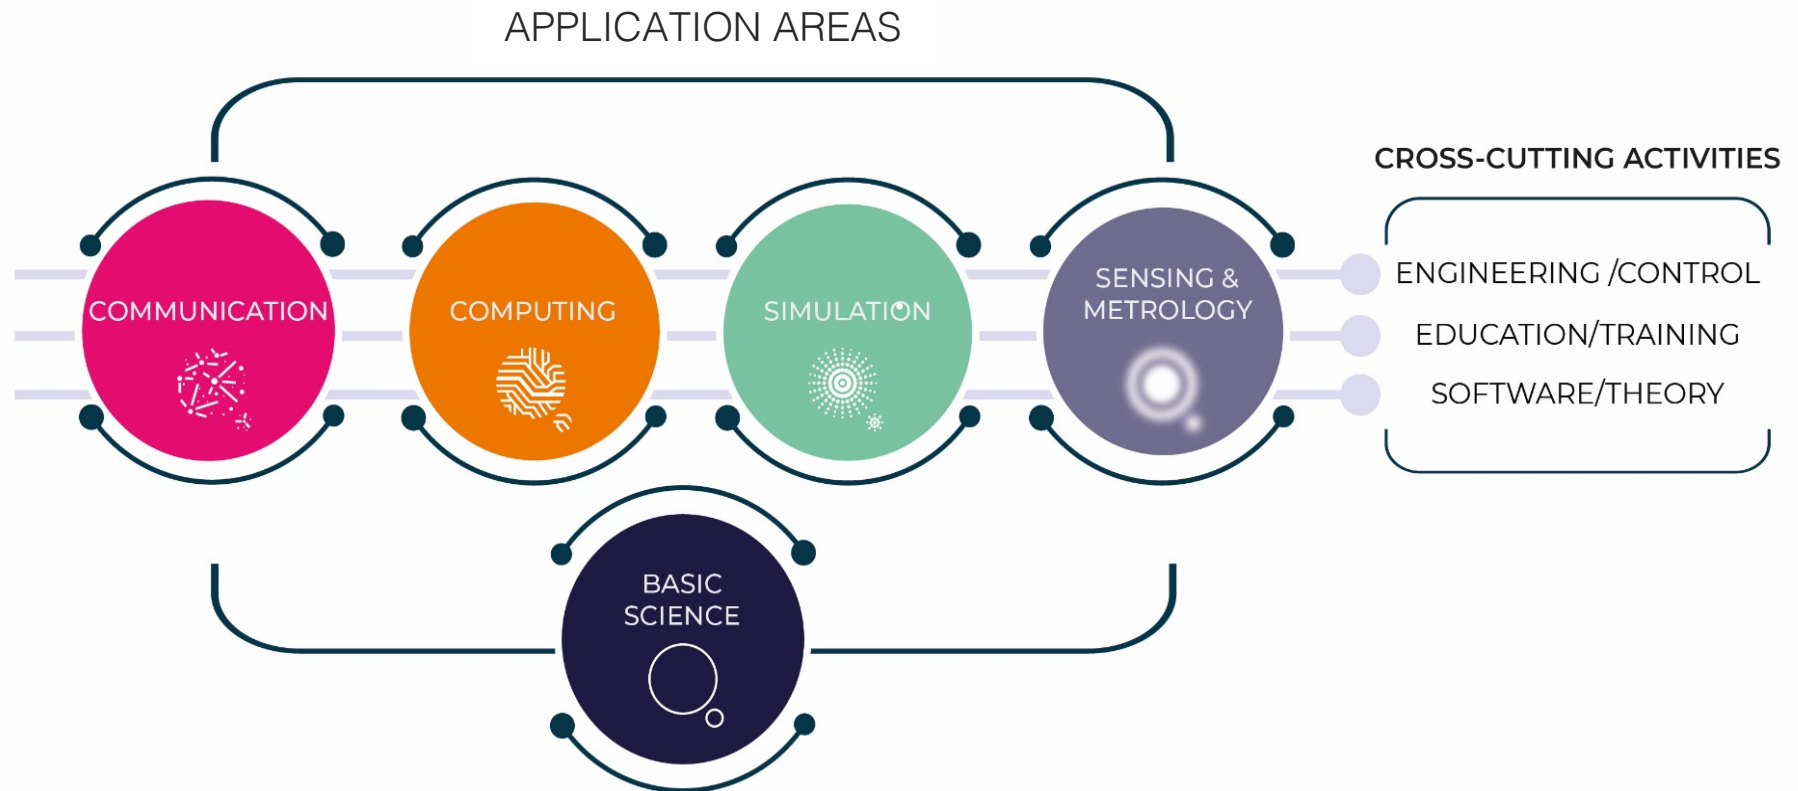 APPLICATION AREAS
CROSS-CUTTING ACTIVITIES
COMMUNICATION
COMPUTING
SIMULATION
SENSING &
METROLOGY
ENGINEERING /CONTROL
EDUCATION/TRAINING
SOFTWARE/THEORY
BASIC
SCIENCE